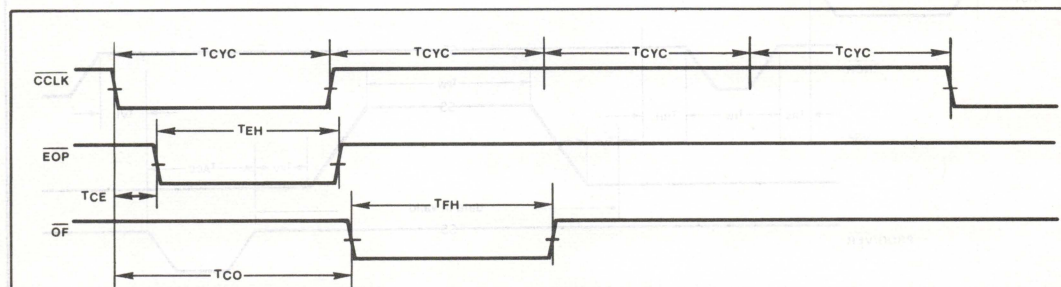 TCYC TCYC TCYC TCYC
CCLK
TEH
EOP
TCE
TFH
OF
TCO